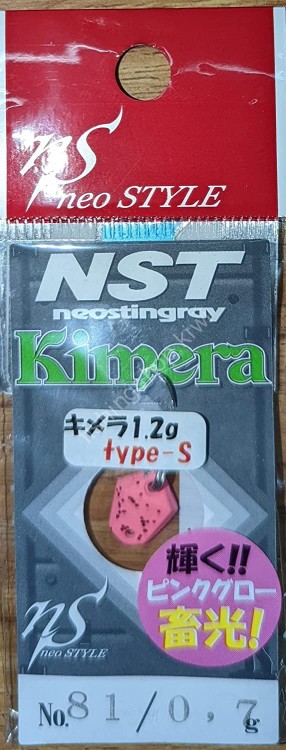 ns
neo STYLE
NST
neostingray
Kimera
キメラ1.2g
type-S
輝く!!
ピンクグロー
畜光!
ns
neo STYLE
No. 81/0,7g